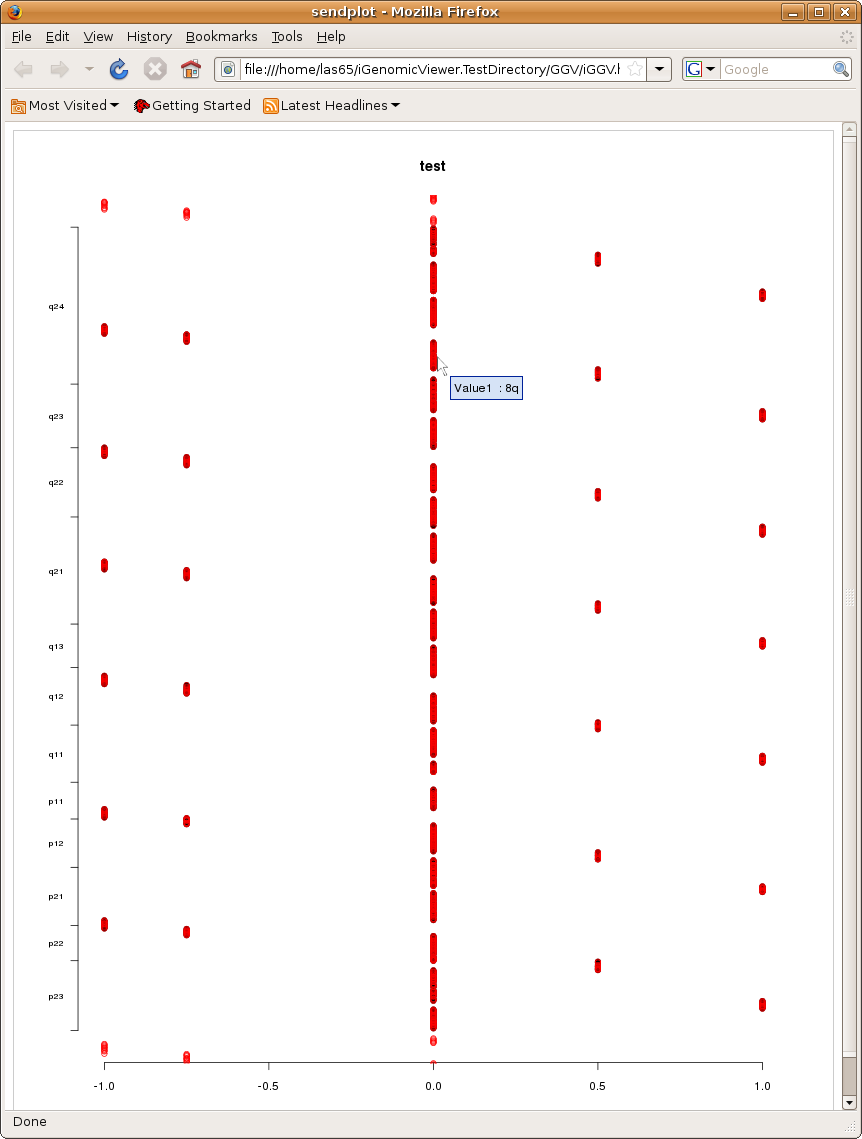 sendplot - Mozilla Firefox
File Edit View History Bookmarks Tools Help
file:///home/las65/iGenomicViewer.TestDirectory/GGV/iGGV.h
G Google
Most Visited Getting Started Latest Headlines
test
q24
Value1 : 8q
q23
q22
q21
q13
q12
q11
p11
p12
p21
p22
p23
-1.0 -0.5 0.0 0.5 1.0
Done